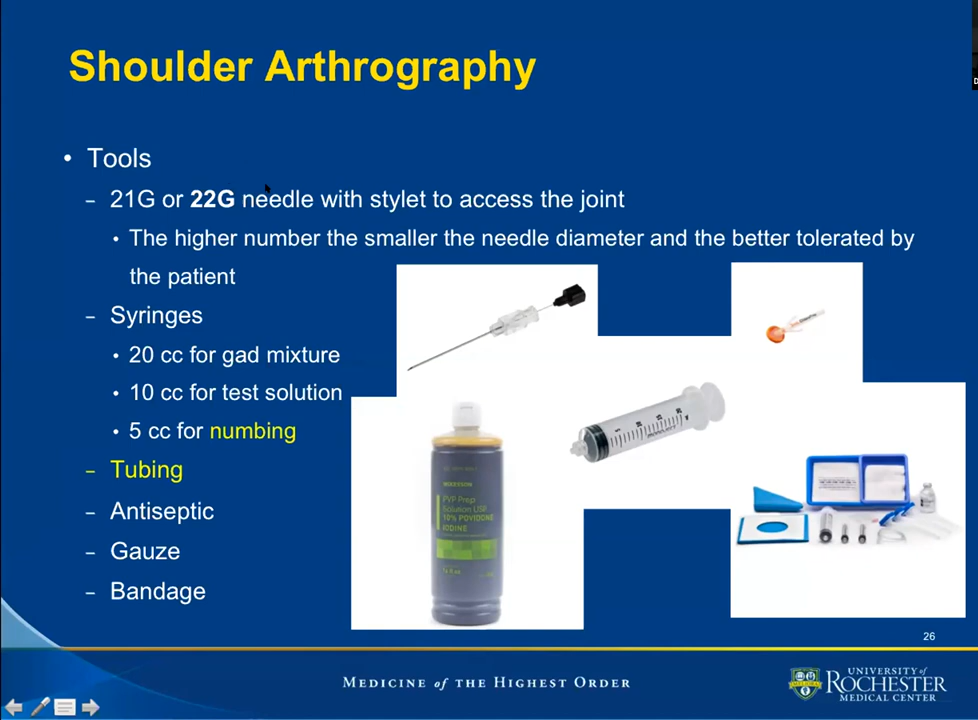 Shoulder Arthrography
• Tools
– 21G or 22G needle with stylet to access the joint
• The higher number the smaller the needle diameter and the better tolerated by
the patient
– Syringes
• 20 cc for gad mixture
• 10 cc for test solution
• 5 cc for numbing
– Tubing
– Antiseptic
– Gauze
– Bandage
PVP Prep
Solution USP
10% POVIDONE
IODINE
26
MEDICINE of THE HIGHEST ORDER
UNIVERSITY of
ROCHESTER
MEDICAL CENTER